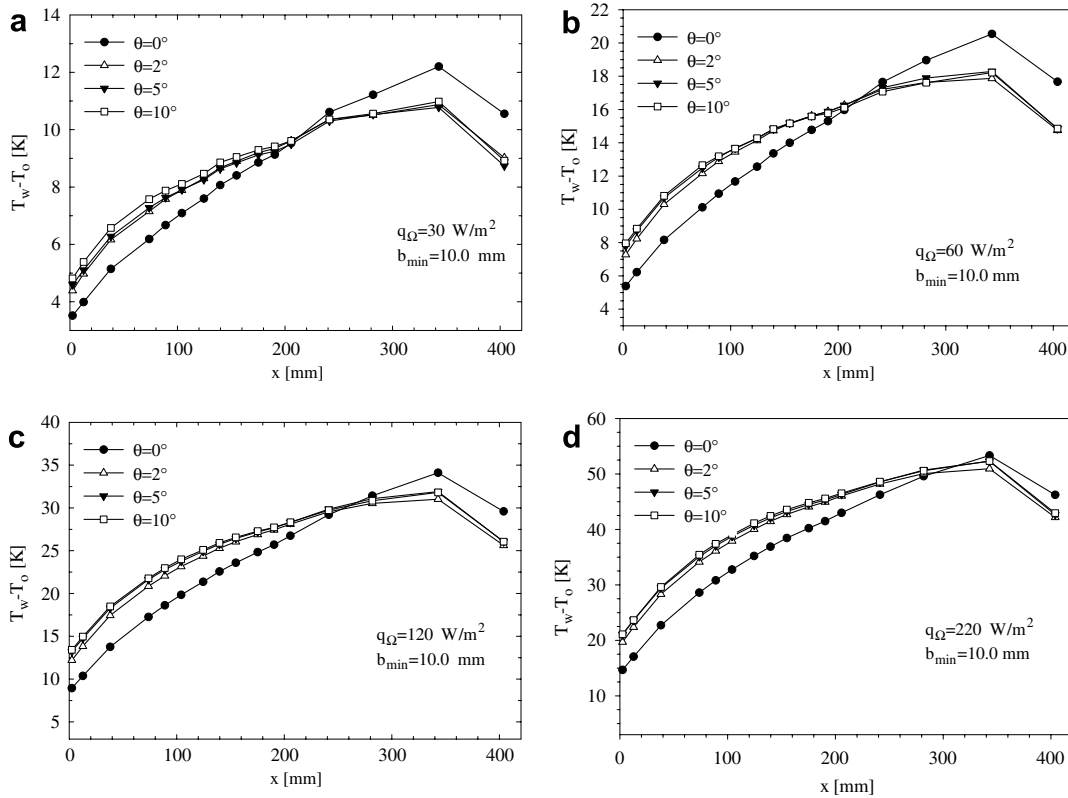 a
14
12
10
8
6
4
T_w-T_o [K]
θ=0°
θ=2°
θ=5°
θ=10°
q_Ω=30 W/m²
b_min=10.0 mm
0 100 200 300 400
x [mm]
b
22
20
18
16
14
12
10
8
6
4
T_w-T_o [K]
θ=0°
θ=2°
θ=5°
θ=10°
q_Ω=60 W/m²
b_min=10.0 mm
0 100 200 300 400
x [mm]
c
40
35
30
25
20
15
10
5
T_w-T_o [K]
θ=0°
θ=2°
θ=5°
θ=10°
q_Ω=120 W/m²
b_min=10.0 mm
0 100 200 300 400
x [mm]
d
60
50
40
30
20
10
T_w-T_o [K]
θ=0°
θ=2°
θ=5°
θ=10°
q_Ω=220 W/m²
b_min=10.0 mm
0 100 200 300 400
x [mm]